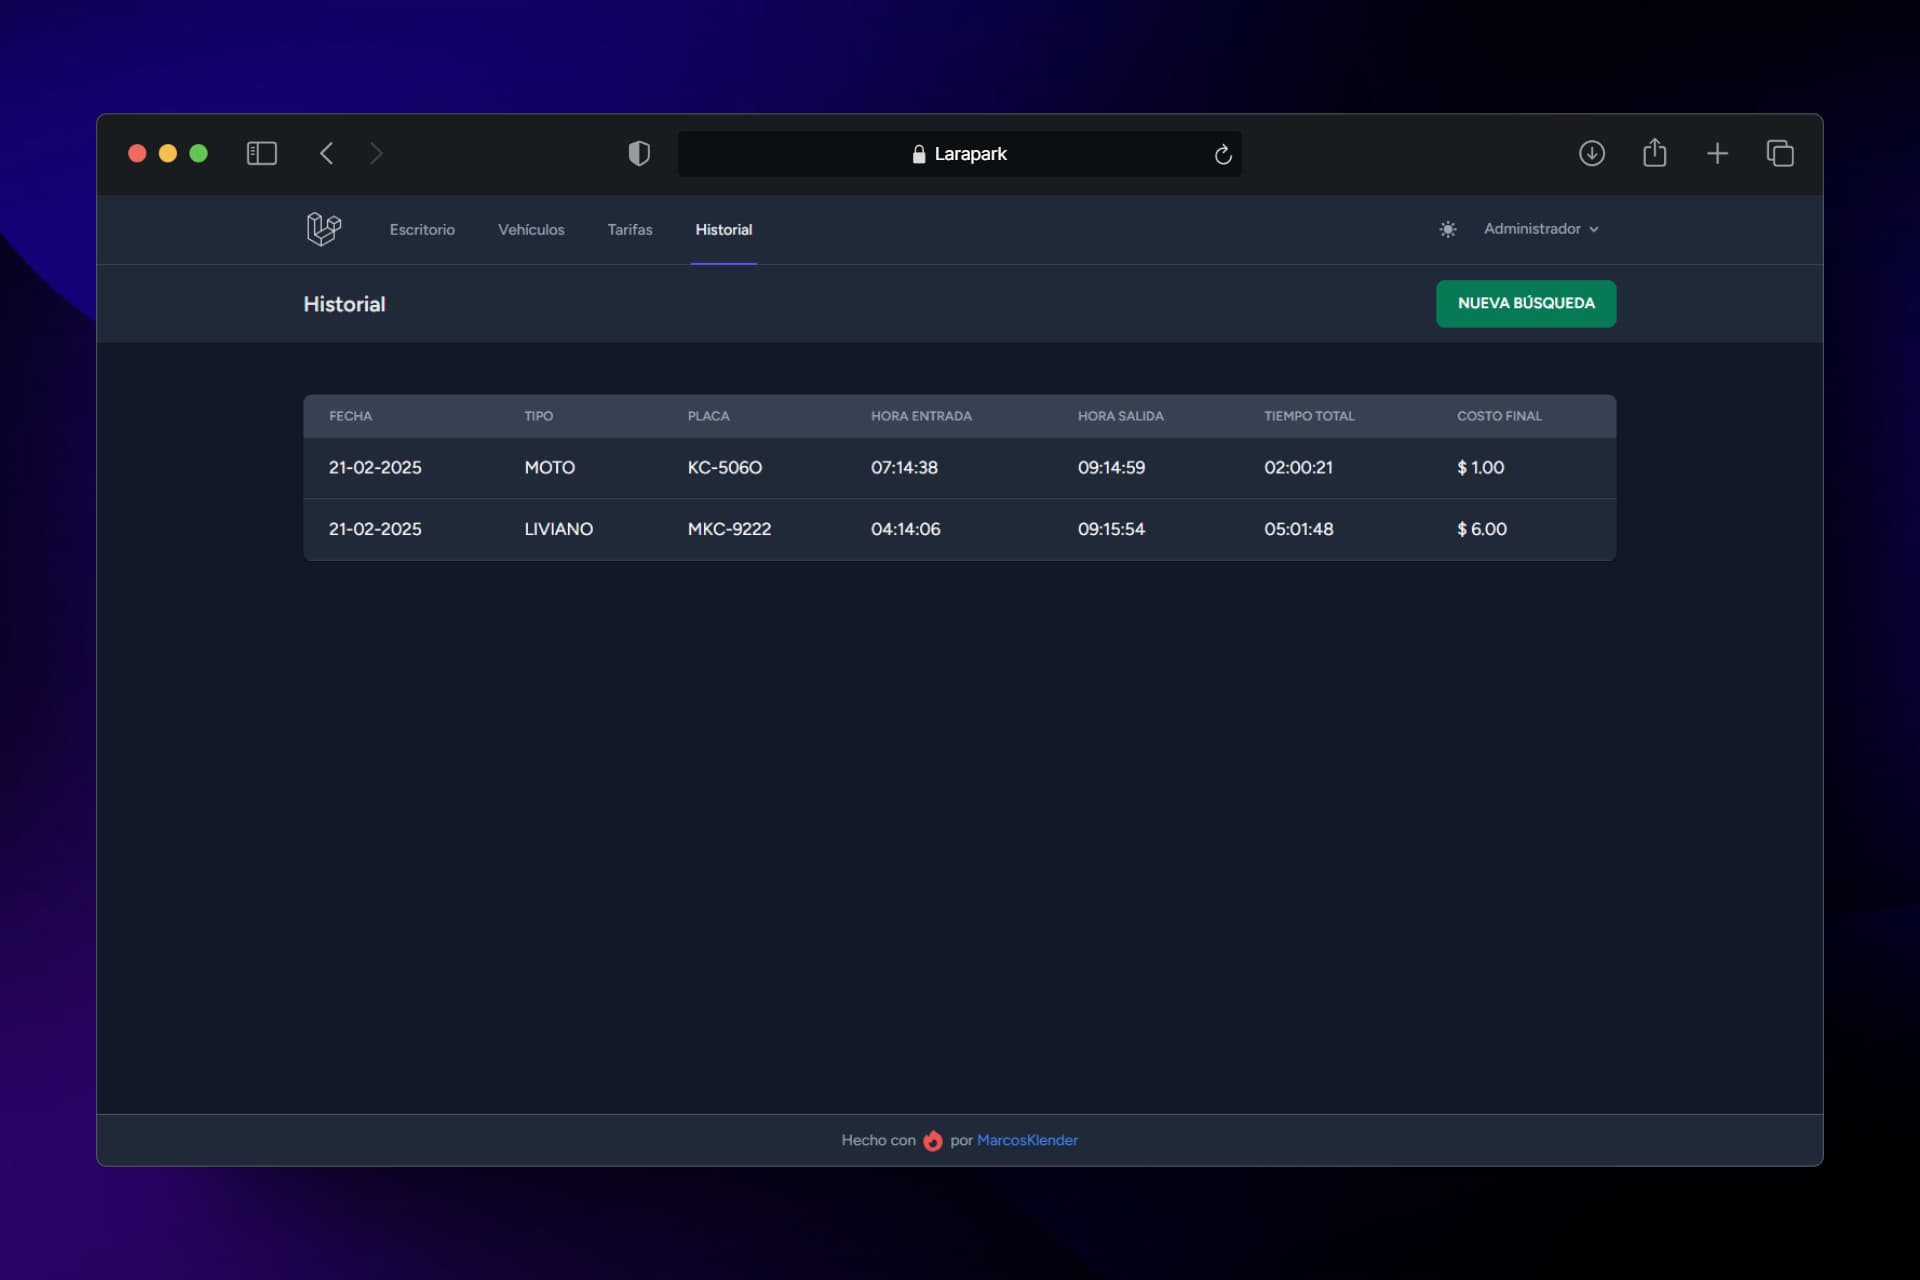 Larapark
Escritorio Vehículos Tarifas Historial Administrador
Historial NUEVA BÚSQUEDA
FECHA TIPO PLACA HORA ENTRADA HORA SALIDA TIEMPO TOTAL COSTO FINAL
21-02-2025 MOTO KC-506O 07:14:38 09:14:59 02:00:21 $ 1.00
21-02-2025 LIVIANO MKC-9222 04:14:06 09:15:54 05:01:48 $ 6.00
Hecho con por MarcosKlender